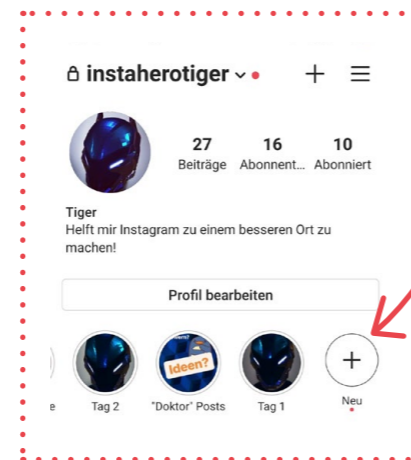 instaherotiger
27 16 10
Beiträge Abonnent... Abonniert
Tiger
Helft mir Instagram zu einem besseren Ort zu
machen!
Profil bearbeiten
Ideen?
e Tag 2 "Doktor" Posts Tag 1 Neu